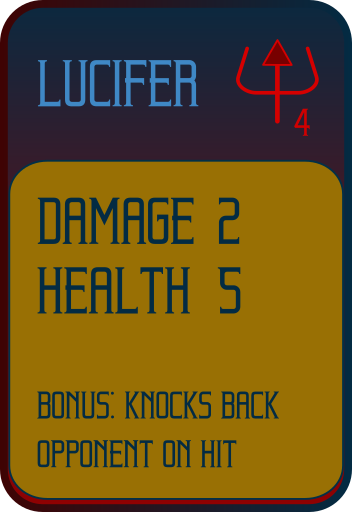 LUCIFER
4
DAMAGE 2
HEALTH 5
BONUS: KNOCKS BACK
OPPONENT ON HIT